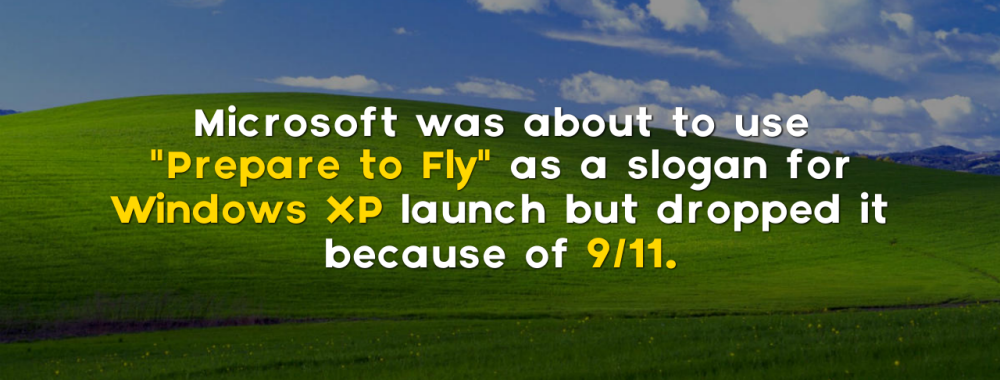 Microsoft was about to use
"Prepare to Fly" as a slogan for
Windows XP launch but dropped it
because of 9/11.